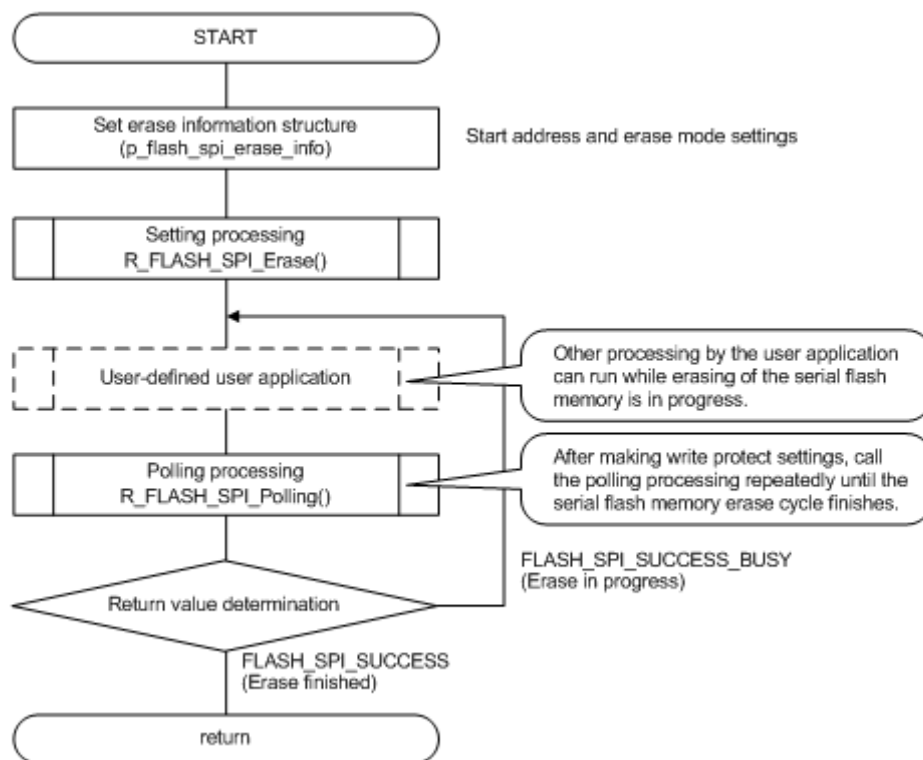 START
Set erase information structure
(p_flash_spi_erase_info)
Start address and erase mode settings
Setting processing
R_FLASH_SPI_Erase()
User-defined user application
Other processing by the user application
can run while erasing of the serial flash
memory is in progress.
Polling processing
R_FLASH_SPI_Polling()
After making write protect settings, call
the polling processing repeatedly until the
serial flash memory erase cycle finishes.
Return value determination
FLASH_SPI_SUCCESS_BUSY
(Erase in progress)
FLASH_SPI_SUCCESS
(Erase finished)
return